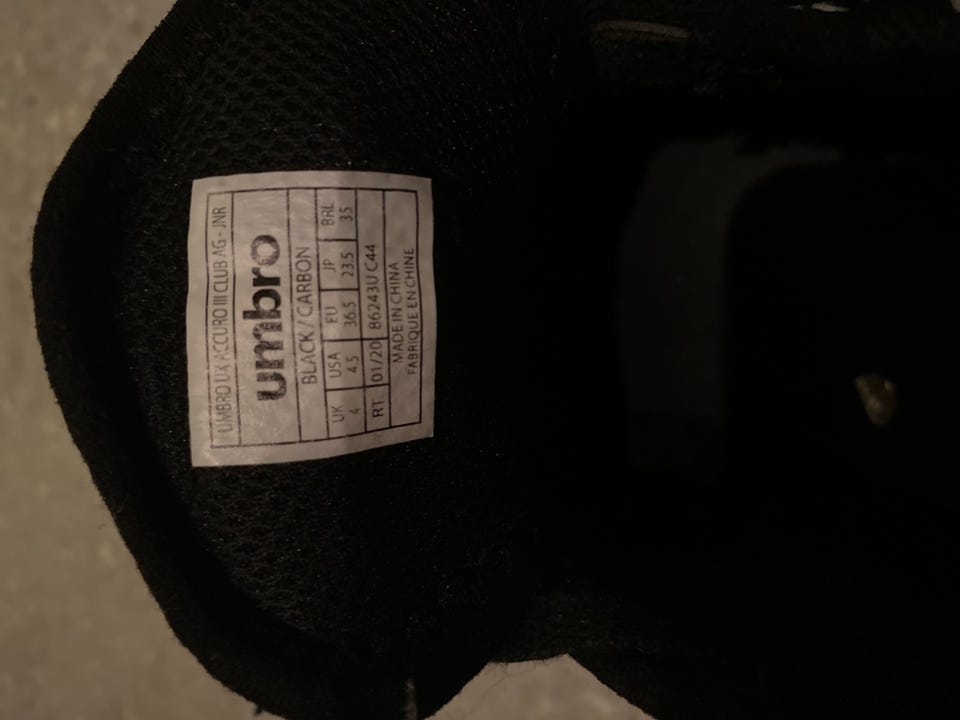 UMBRO UX ACCURO III CLUB AG - JNR
umbro
BLACK / CARBON
UK USA EU JP BRL
4 4.5 36.5 23.5 35
RT 01/20 86243U C44
MADE IN CHINA
FABRIQUE EN CHINE